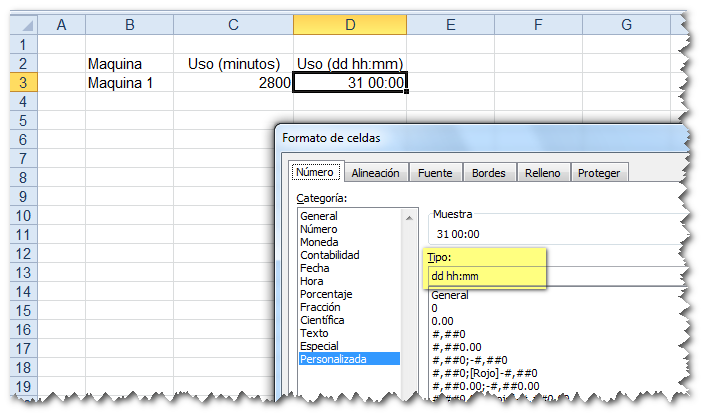 A B C D E F G
1
2 Maquina Uso (minutos) Uso (dd hh:mm)
3 Maquina 1 2800 31 00:00
4
5
6
7
8
9
10
11
12
13
14
15
16
17
18
19
Formato de celdas
Número Alineación Fuente Bordes Relleno Proteger
Categoría:
General
Número
Moneda
Contabilidad
Fecha
Hora
Porcentaje
Fracción
Científica
Texto
Especial
Personalizada
Muestra
31 00:00
Tipo:
dd hh:mm
General
0
0.00
#,##0
#,##0.00
#,##0;-#,##0
#,##0;[Rojo]-#,##0
#,##0.00;-#,##0.00